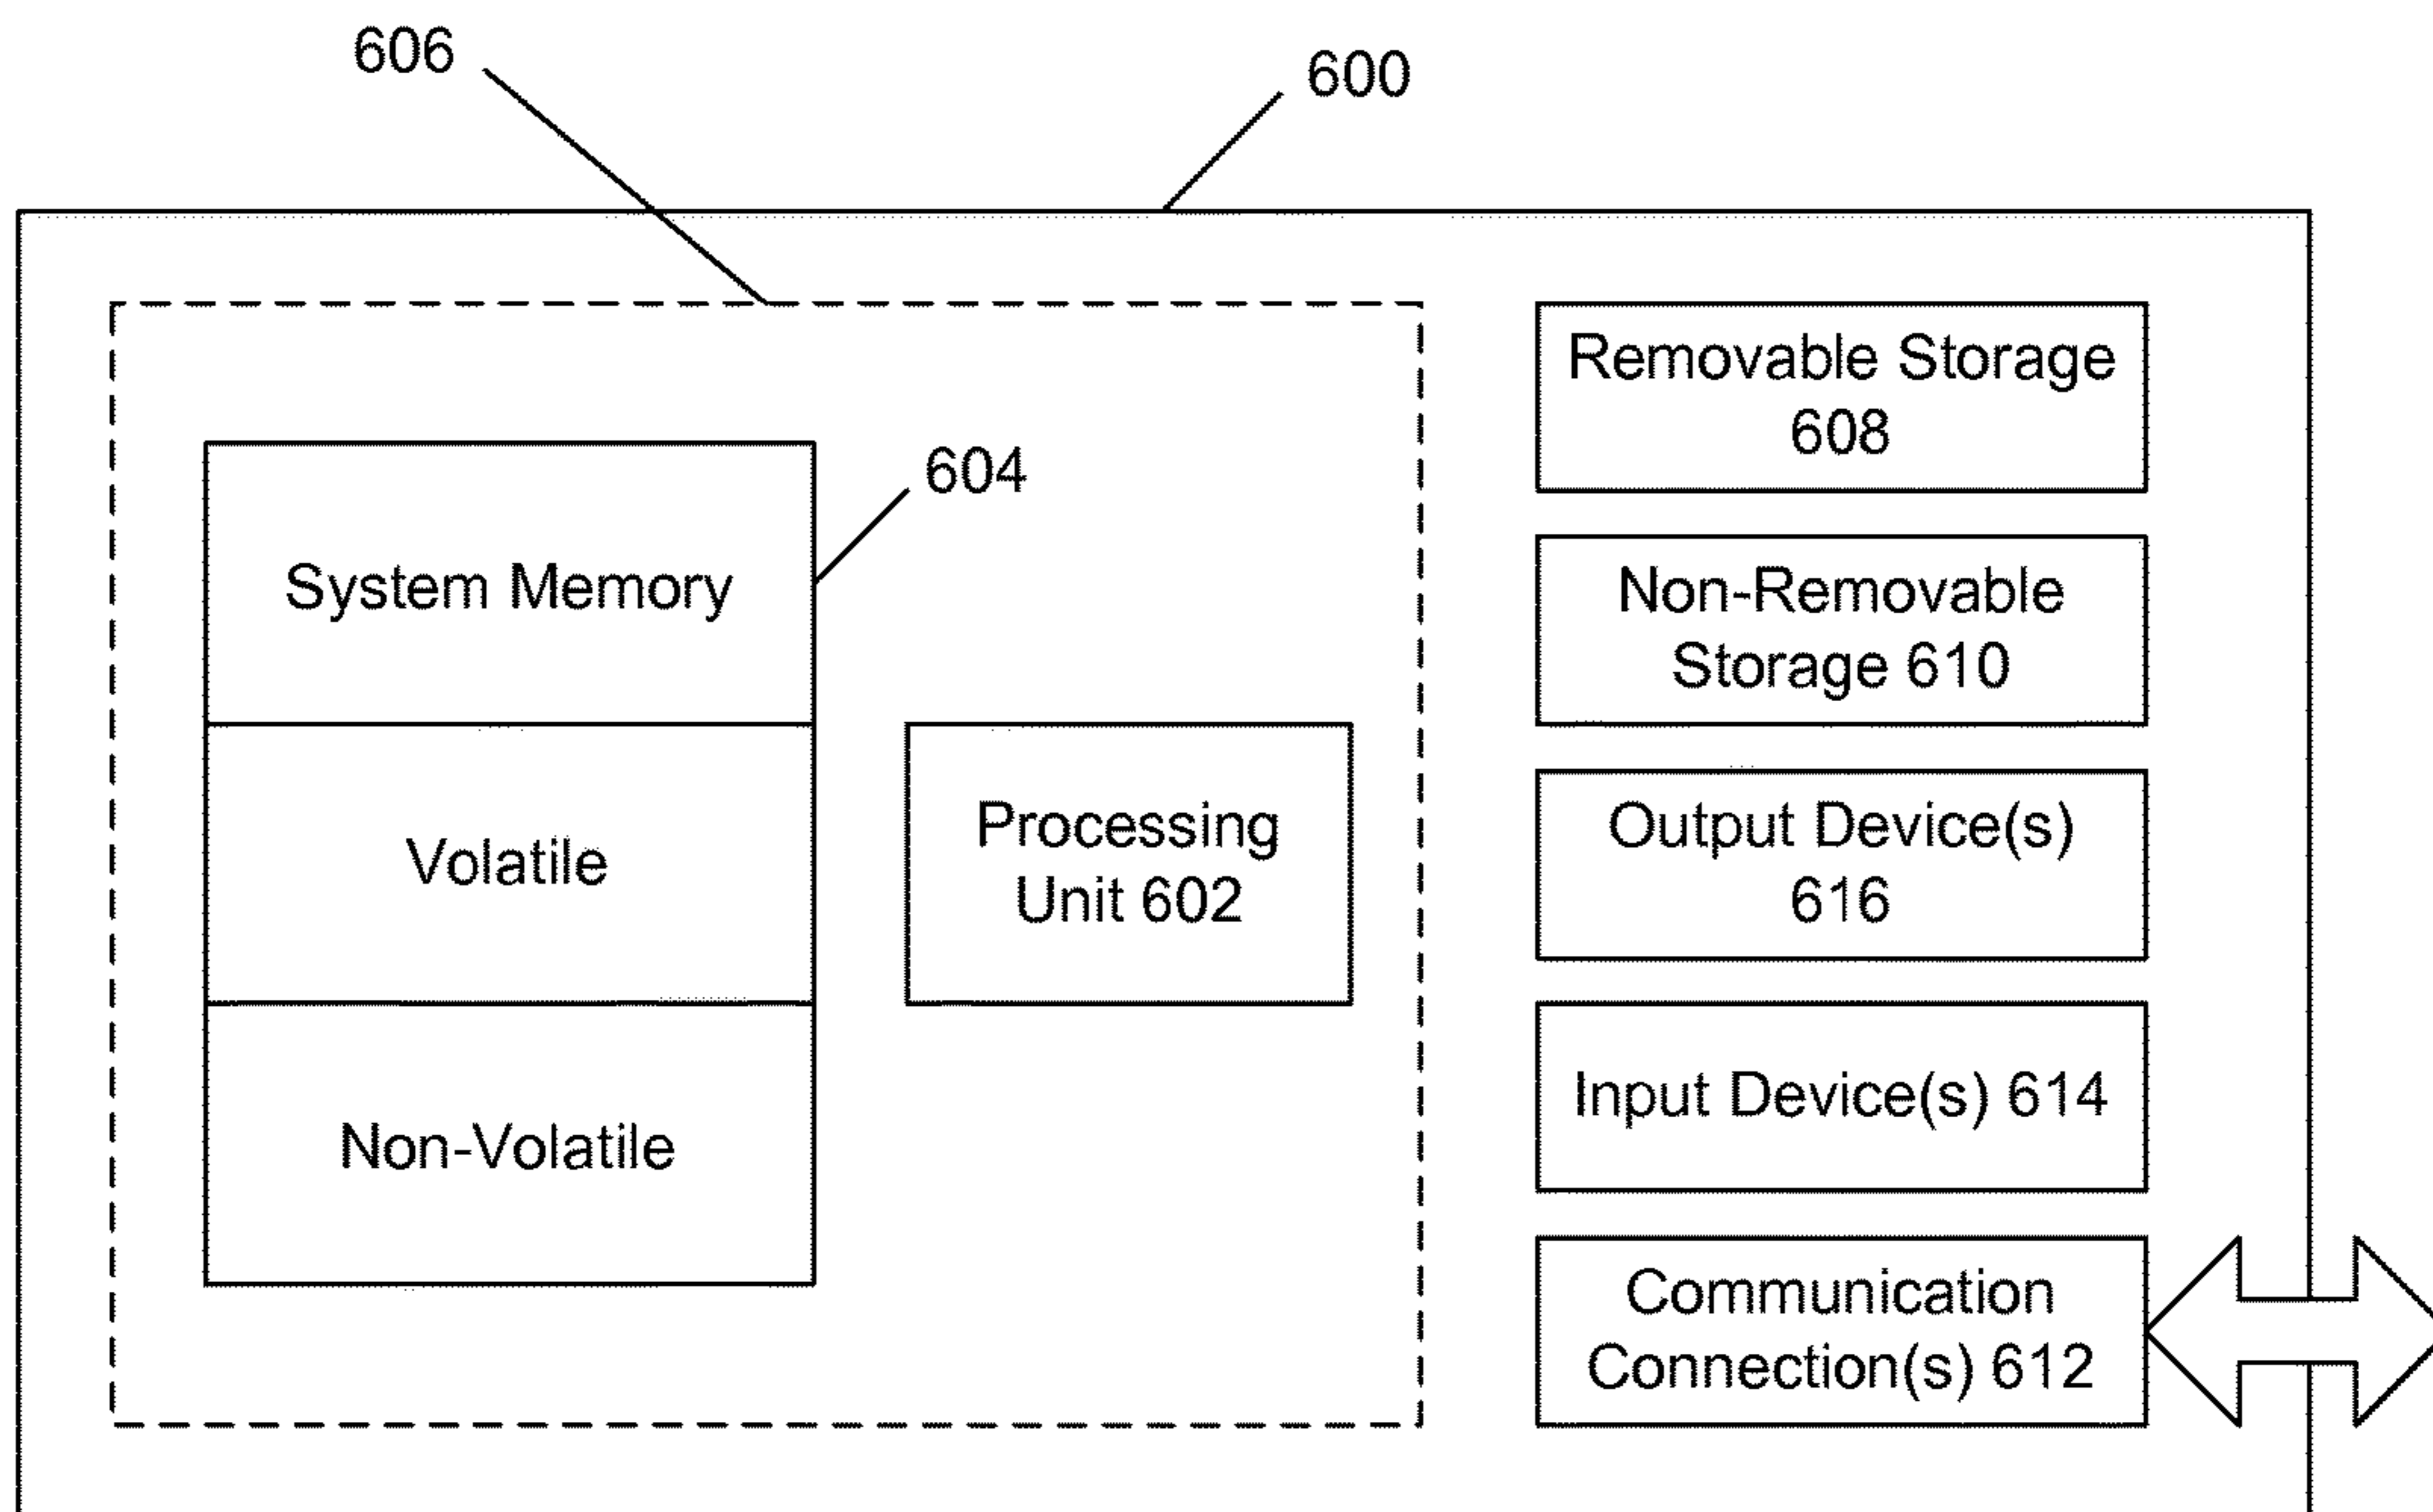 606
600
604
System Memory
Volatile
Non-Volatile
Processing
Unit 602
Removable Storage
608
Non-Removable
Storage 610
Output Device(s)
616
Input Device(s) 614
Communication
Connection(s) 612